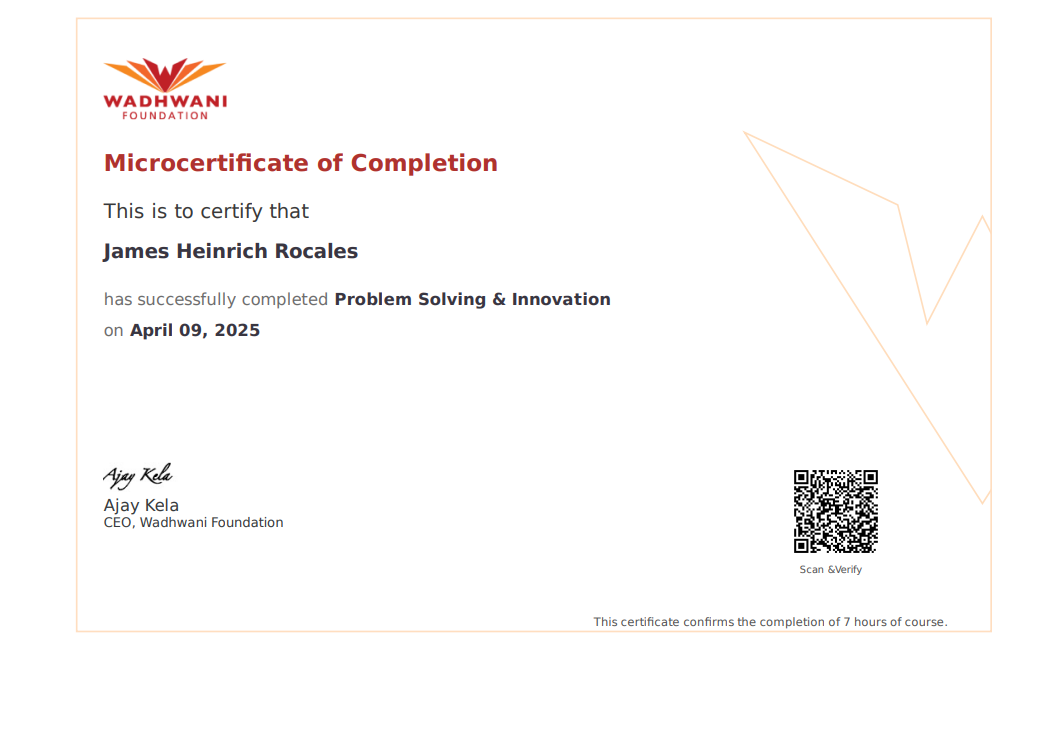 WADHWANI
FOUNDATION
Microcertificate of Completion
This is to certify that
James Heinrich Rocales
has successfully completed Problem Solving & Innovation
on April 09, 2025
Ajay Kela
Ajay Kela
CEO, Wadhwani Foundation
Scan &Verify
This certificate confirms the completion of 7 hours of course.